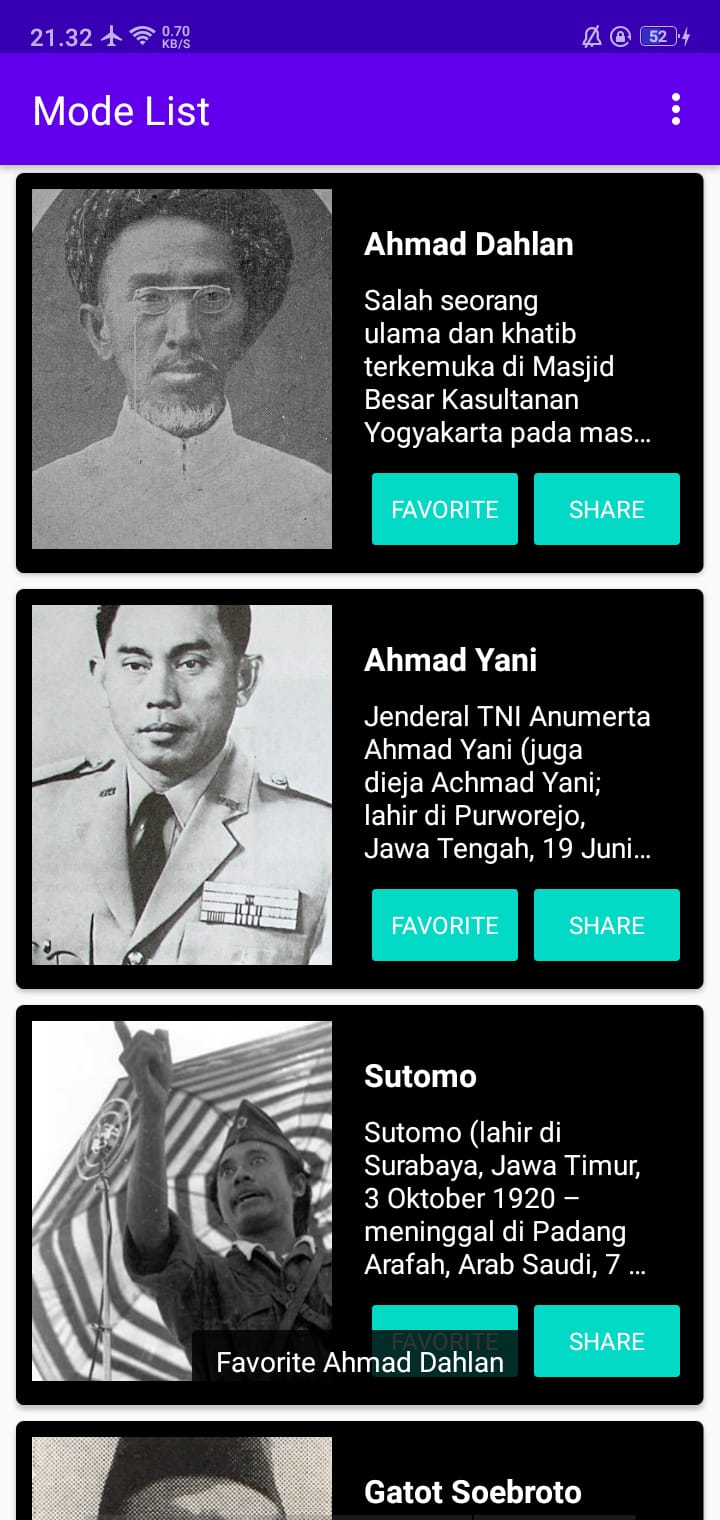 21.32 0.70 KB/S 52
Mode List
Ahmad Dahlan
Salah seorang
ulama dan khatib
terkemuka di Masjid
Besar Kasultanan
Yogyakarta pada mas...
FAVORITE SHARE
Ahmad Yani
Jenderal TNI Anumerta
Ahmad Yani (juga
dieja Achmad Yani;
lahir di Purworejo,
Jawa Tengah, 19 Juni...
FAVORITE SHARE
Sutomo
Sutomo (lahir di
Surabaya, Jawa Timur,
3 Oktober 1920 –
meninggal di Padang
Arafah, Arab Saudi, 7 ...
FAVORITE SHARE
Favorite Ahmad Dahlan
Gatot Soebroto